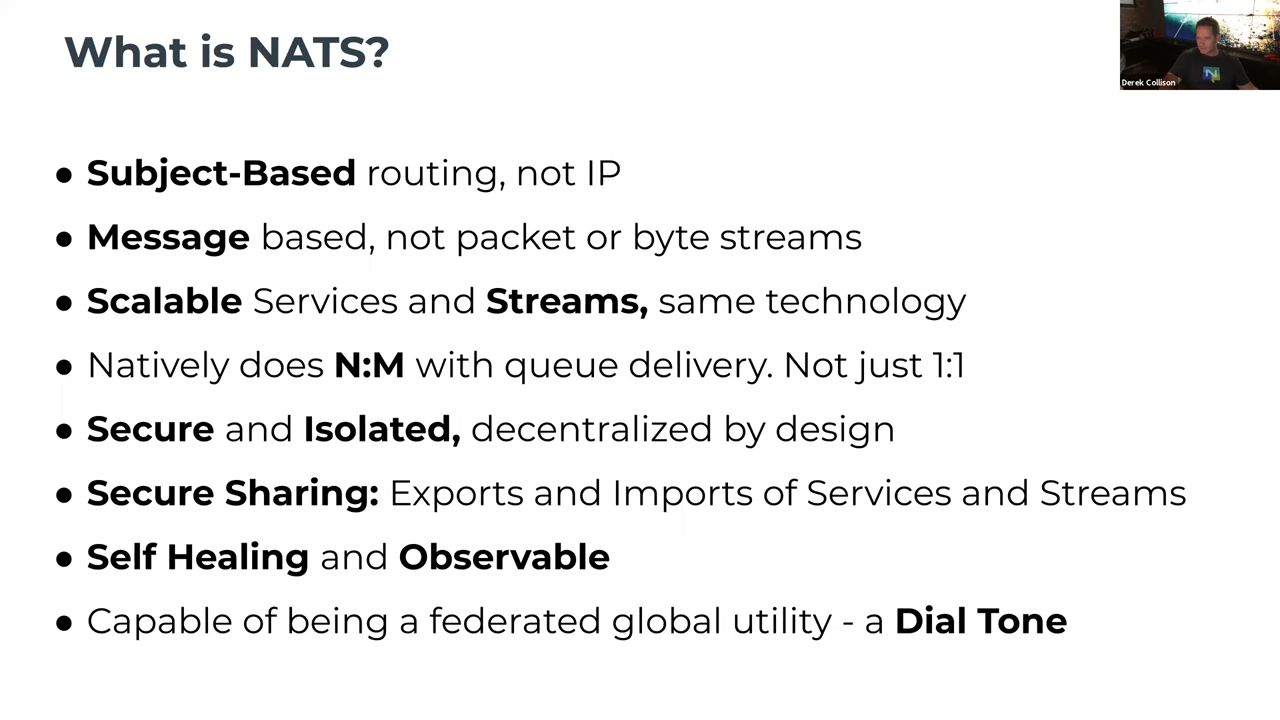 What is NATS?
Derek Collison
● Subject-Based routing, not IP
● Message based, not packet or byte streams
● Scalable Services and Streams, same technology
● Natively does N:M with queue delivery. Not just 1:1
● Secure and Isolated, decentralized by design
● Secure Sharing: Exports and Imports of Services and Streams
● Self Healing and Observable
● Capable of being a federated global utility - a Dial Tone